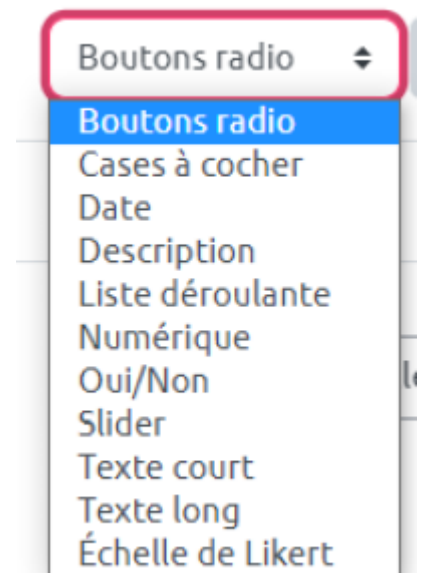 Boutons radio
Boutons radio
Cases à cocher
Date
Description
Liste déroulante
Numérique
Oui/Non
Slider
Texte court
Texte long
Échelle de Likert